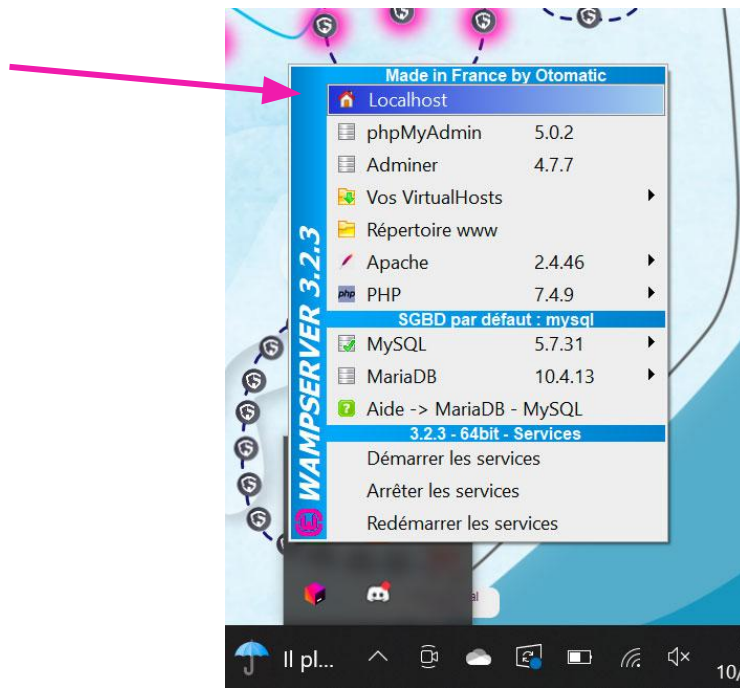 Made in France by Otomatic
Localhost
phpMyAdmin 5.0.2
Adminer 4.7.7
Vos VirtualHosts
Répertoire www
Apache 2.4.46
php PHP 7.4.9
SGBD par défaut : mysql
MySQL 5.7.31
MariaDB 10.4.13
? Aide -> MariaDB - MySQL
3.2.3 - 64bit - Services
Démarrer les services
Arrêter les services
Redémarrer les services
WAMPSERVER 3.2.3
al
Il pl...
10/